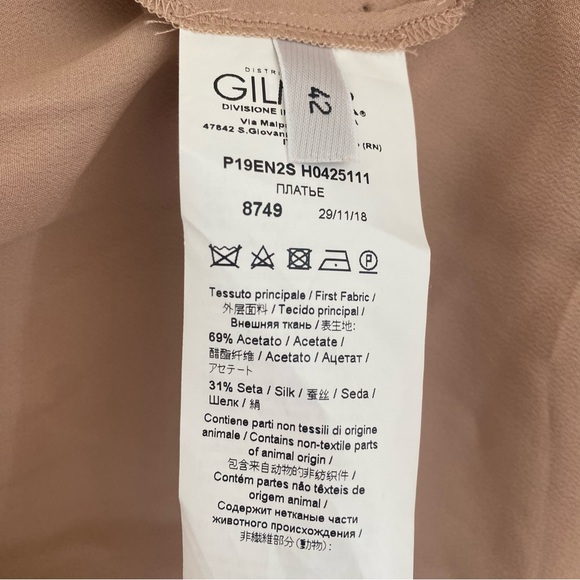 DISTR
GIL
42
DIVISIONE
Via Malp
47842 S.Giovan (RN)
P19EN2S H0425111
ПЛАТЬЕ
8749 29/11/18
Tessuto principale / First Fabric /
外层面料 / Tecido principal /
Внешняя ткань / 表生地:
69% Acetato / Acetate /
醋酯纤维 / Acetato / Ацетат /
アセテート
31% Seta / Silk / 蚕丝 / Seda /
Шелк / 絹
Contiene parti non tessili di origine
animale / Contains non-textile parts
of animal origin /
包含来自动物的非纺织件 /
Contém partes não têxteis de
origem animal /
Содержит нетканые части
животного происхождения /
非繊維部分(動物):